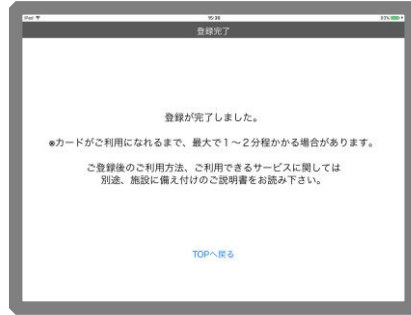 iPad 15:36 93%
登録完了
登録が完了しました。
※カードがご利用になれるまで、最大で1〜2分程かかる場合があります。
ご登録後のご利用方法、ご利用できるサービスに関しては
別途、施設に備え付けのご説明書をお読み下さい。
TOPへ戻る